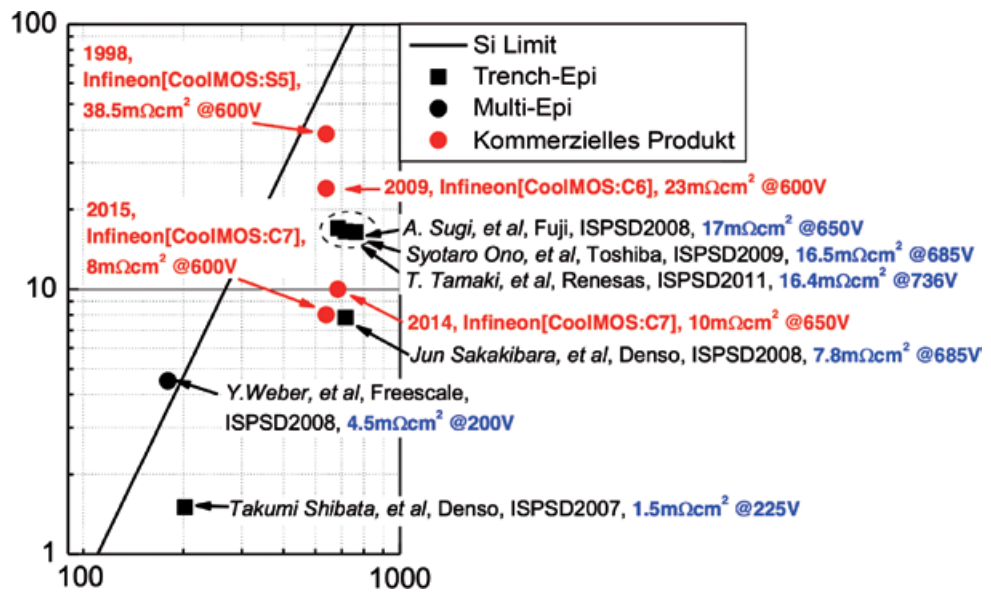 100
1998,
Infineon[CoolMOS:S5],
38.5mΩcm² @600V
Si Limit
Trench-Epi
Multi-Epi
Kommerzielles Produkt
2009, Infineon[CoolMOS:C6], 23mΩcm² @600V
2015,
Infineon[CoolMOS:C7],
8mΩcm² @600V
A. Sugi, et al, Fuji, ISPSD2008, 17mΩcm² @650V
Syotaro Ono, et al, Toshiba, ISPSD2009, 16.5mΩcm² @685V
T. Tamaki, et al, Renesas, ISPSD2011, 16.4mΩcm² @736V
10
2014, Infineon[CoolMOS:C7], 10mΩcm² @650V
Jun Sakakibara, et al, Denso, ISPSD2008, 7.8mΩcm² @685V
Y.Weber, et al, Freescale,
ISPSD2008, 4.5mΩcm² @200V
Takumi Shibata, et al, Denso, ISPSD2007, 1.5mΩcm² @225V
1
100
200
1000